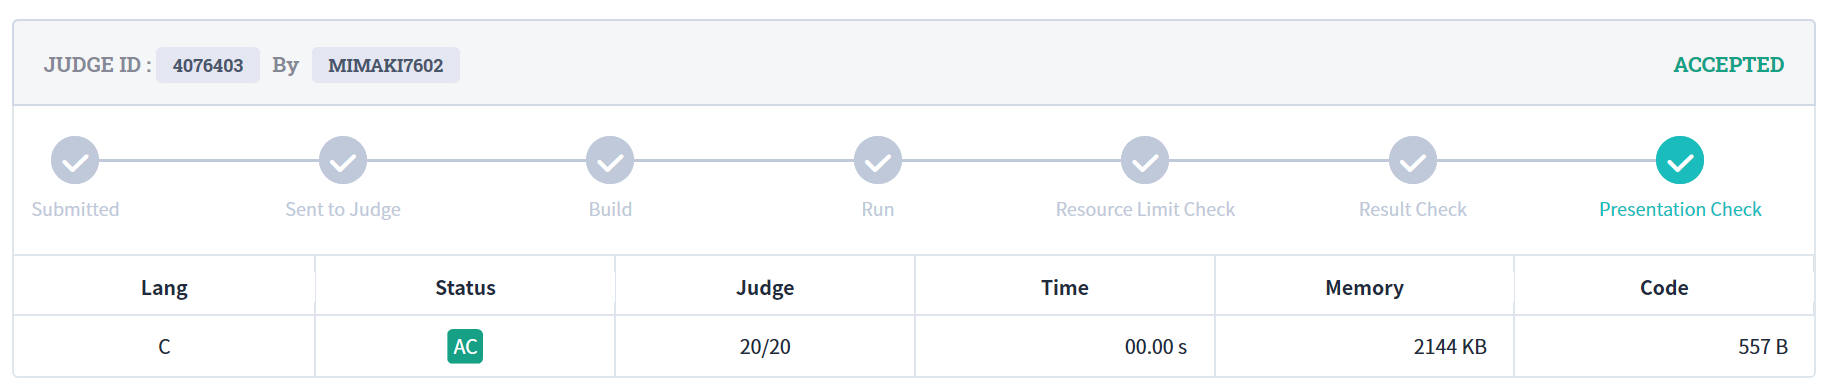 JUDGE ID : 4076403 By MIMAKI7602 ACCEPTED
Submitted Sent to Judge Build Run Resource Limit Check Result Check Presentation Check
Lang Status Judge Time Memory Code
C AC 20/20 00.00 s 2144 KB 557 B